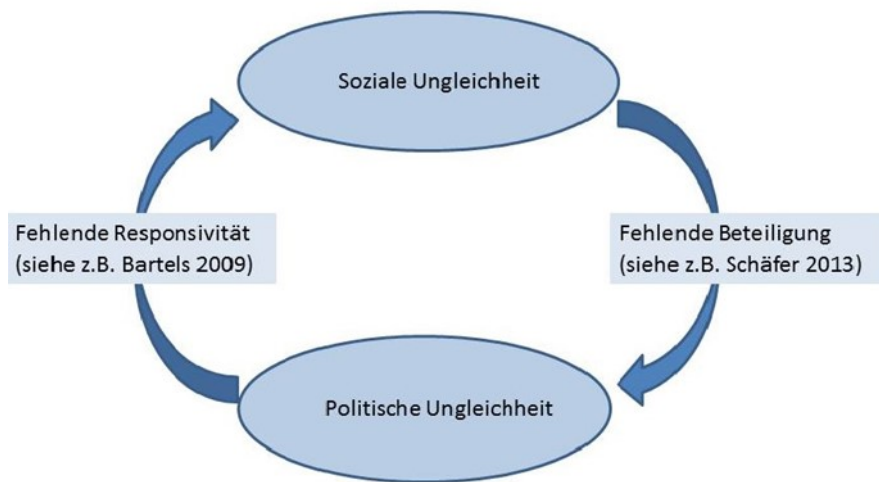 Soziale Ungleichheit
Fehlende Responsivität
(siehe z.B. Bartels 2009)
Fehlende Beteiligung
(siehe z.B. Schäfer 2013)
Politische Ungleichheit